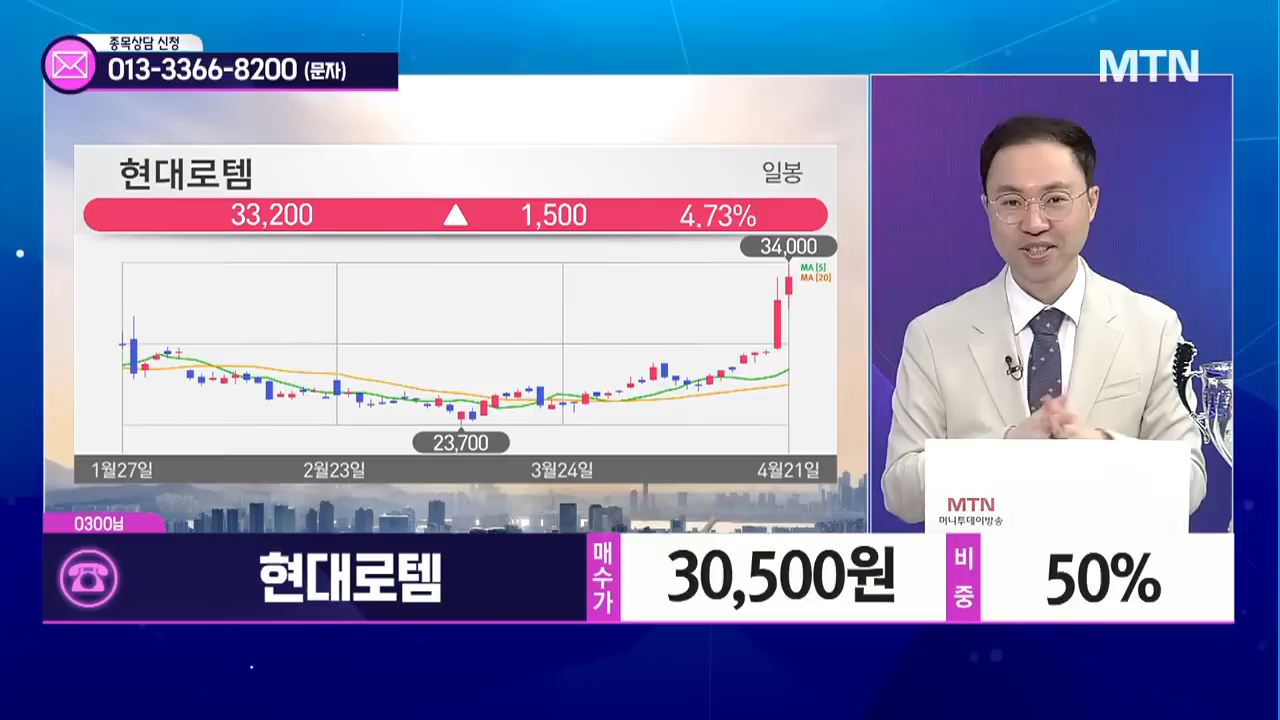 종목상담 신청
013-3366-8200 (문자)
MTN
현대로템
일봉
33,200 ▲ 1,500 4.73%
34,000
MA [5]
MA [20]
23,700
1월27일 2월23일 3월24일 4월21일
MTN
머니투데이방송
0300님
현대로템 매수가 30,500원 비중 50%